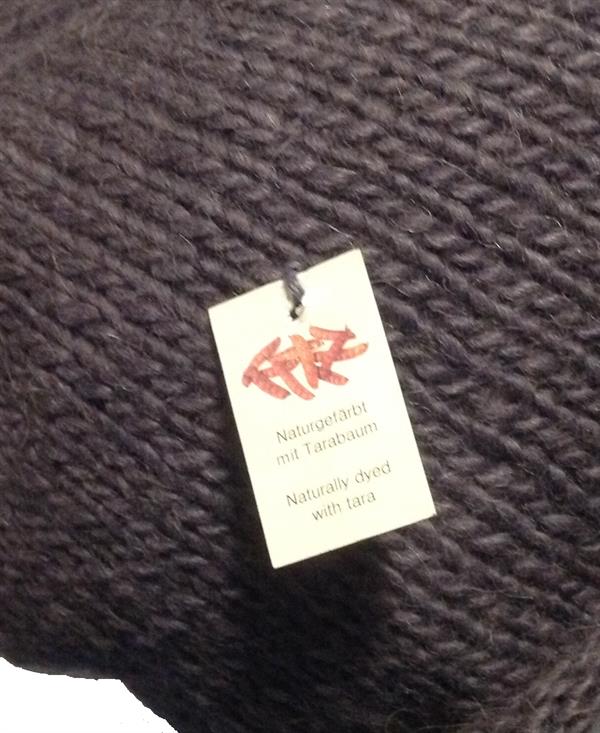 Naturgefärbt
mit Tarabaum
Naturally dyed
with tara